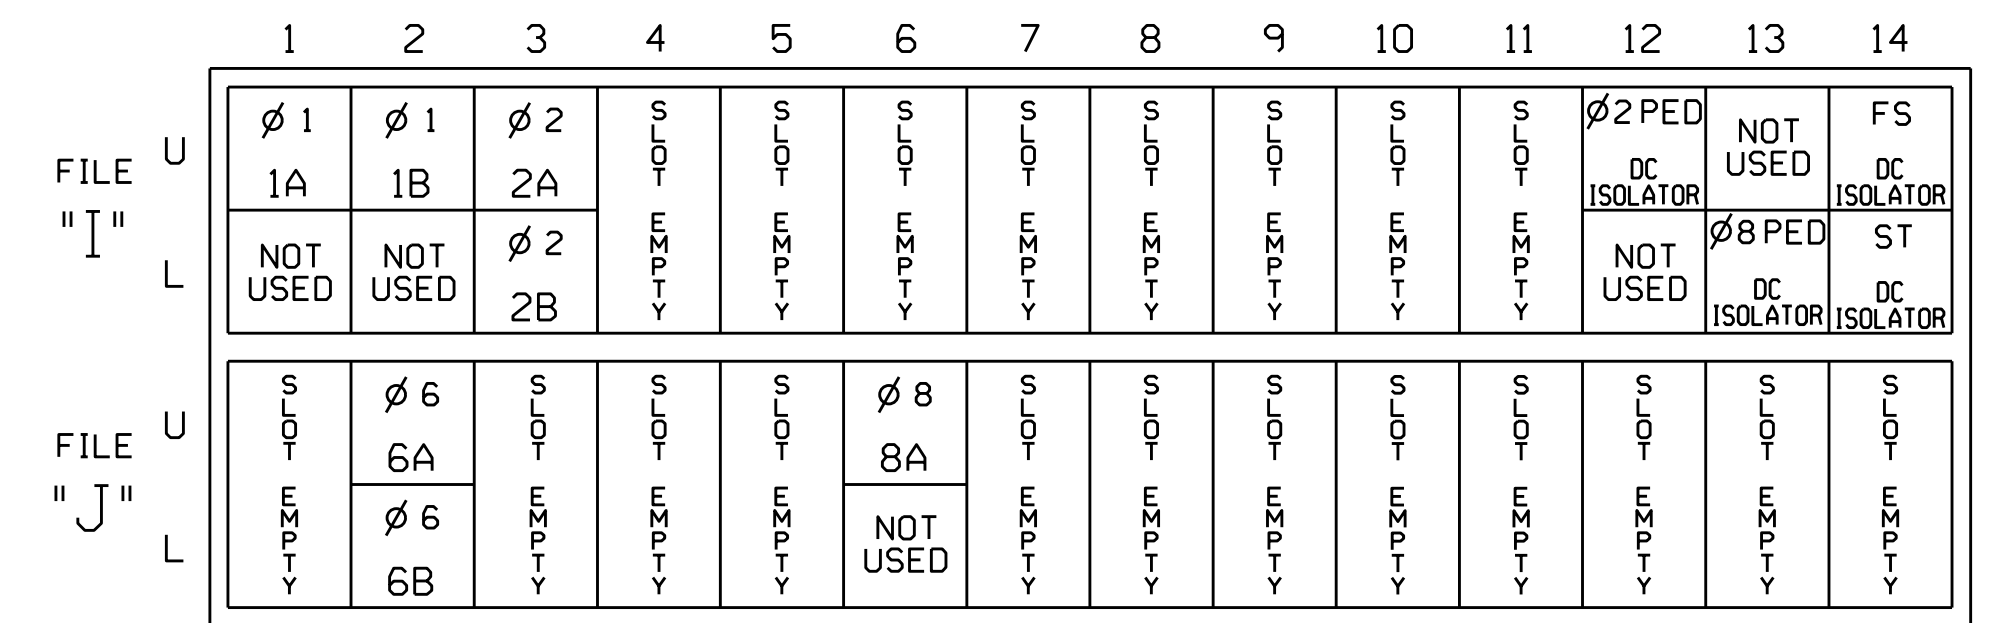 1 2 3 4 5 6 7 8 9 10 11 12 13 14
FILE "I"
U
L
Ø 1
1A
NOT
USED
Ø 1
1B
NOT
USED
Ø 2
2A
Ø 2
2B
SLOT EMPTY
SLOT EMPTY
SLOT EMPTY
SLOT EMPTY
SLOT EMPTY
SLOT EMPTY
SLOT EMPTY
SLOT EMPTY
Ø2 PED
DC
ISOLATOR
NOT
USED
NOT
USED
Ø8 PED
DC
ISOLATOR
FS
DC
ISOLATOR
ST
DC
ISOLATOR
FILE "J"
U
L
SLOT EMPTY
Ø 6
6A
Ø 6
6B
SLOT EMPTY
SLOT EMPTY
SLOT EMPTY
Ø 8
8A
NOT
USED
SLOT EMPTY
SLOT EMPTY
SLOT EMPTY
SLOT EMPTY
SLOT EMPTY
SLOT EMPTY
SLOT EMPTY
SLOT EMPTY